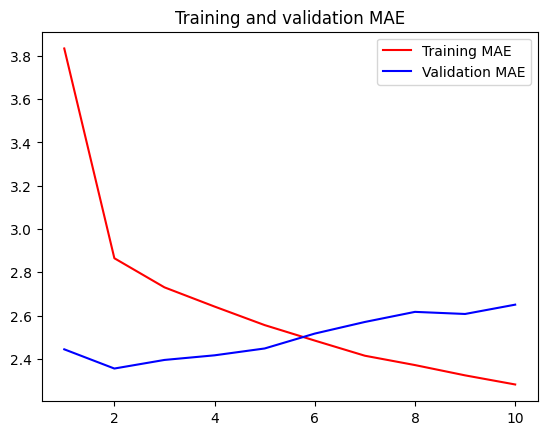 Training and validation MAE
Training MAE
Validation MAE
3.8
3.6
3.4
3.2
3.0
2.8
2.6
2.4
2 4 6 8 10